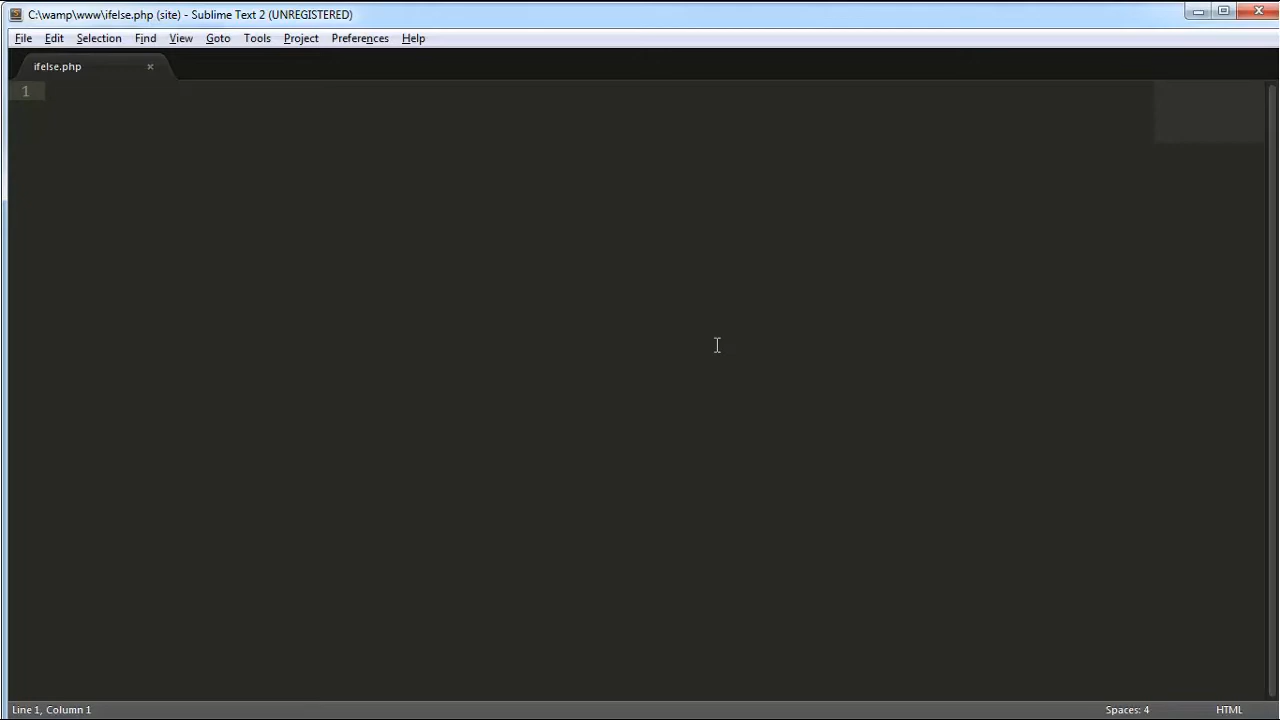 C:\wamp\www\ifelse.php (site) - Sublime Text 2 (UNREGISTERED)
File Edit Selection Find View Goto Tools Project Preferences Help
ifelse.php
1
Line 1, Column 1 Spaces: 4 HTML